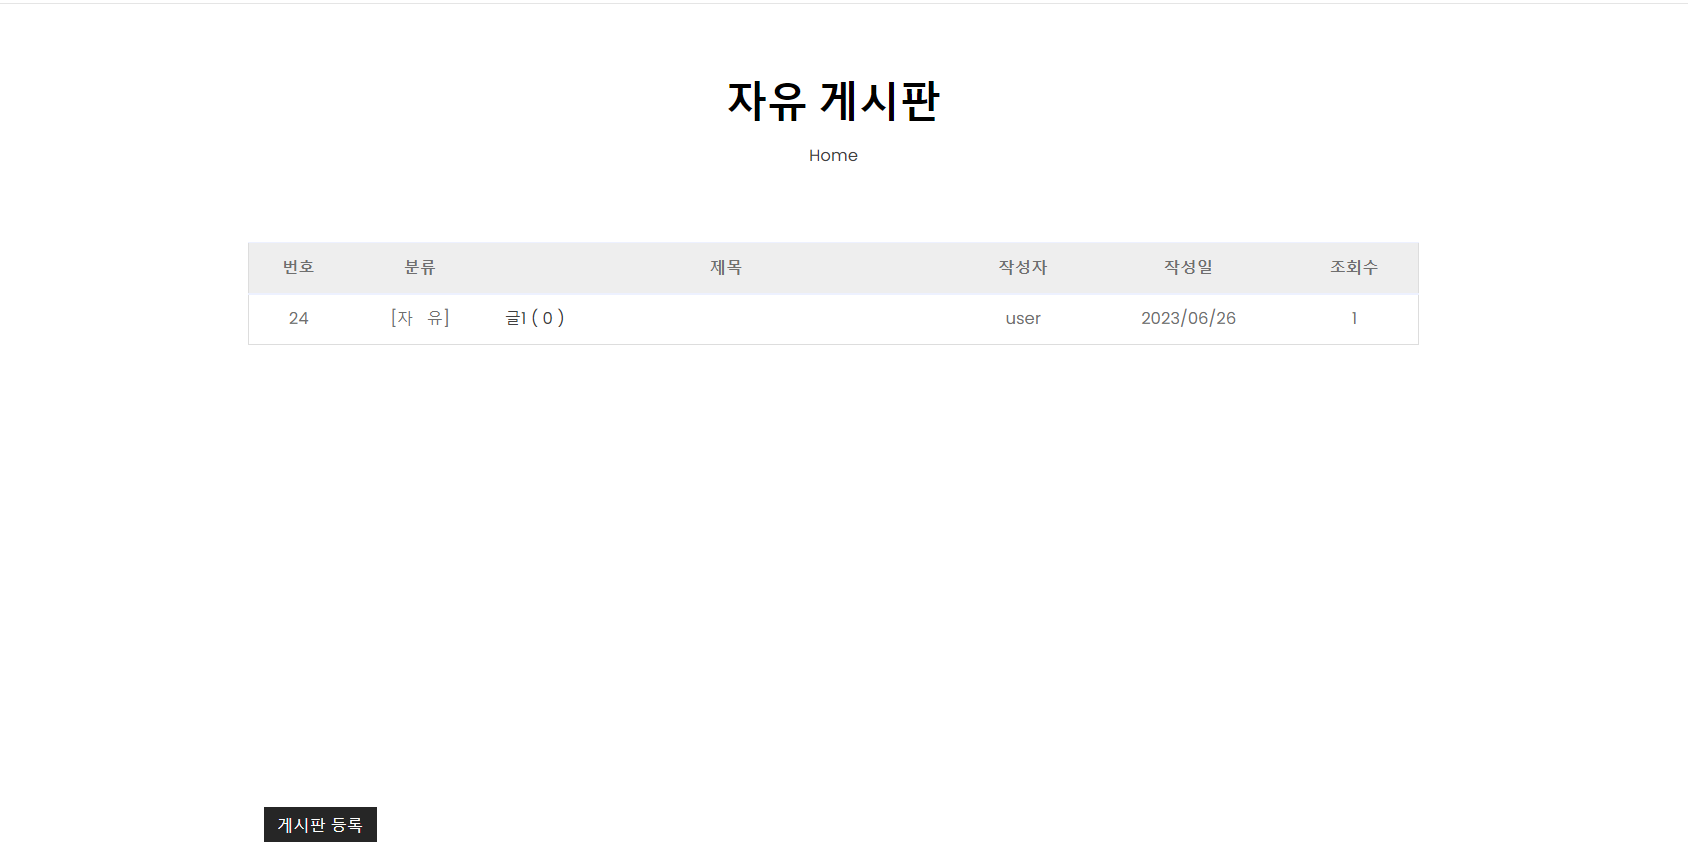 자유 게시판
Home
번호 분류 제목 작성자 작성일 조회수
24 [자 유] 글1 ( 0 ) user 2023/06/26 1
게시판 등록